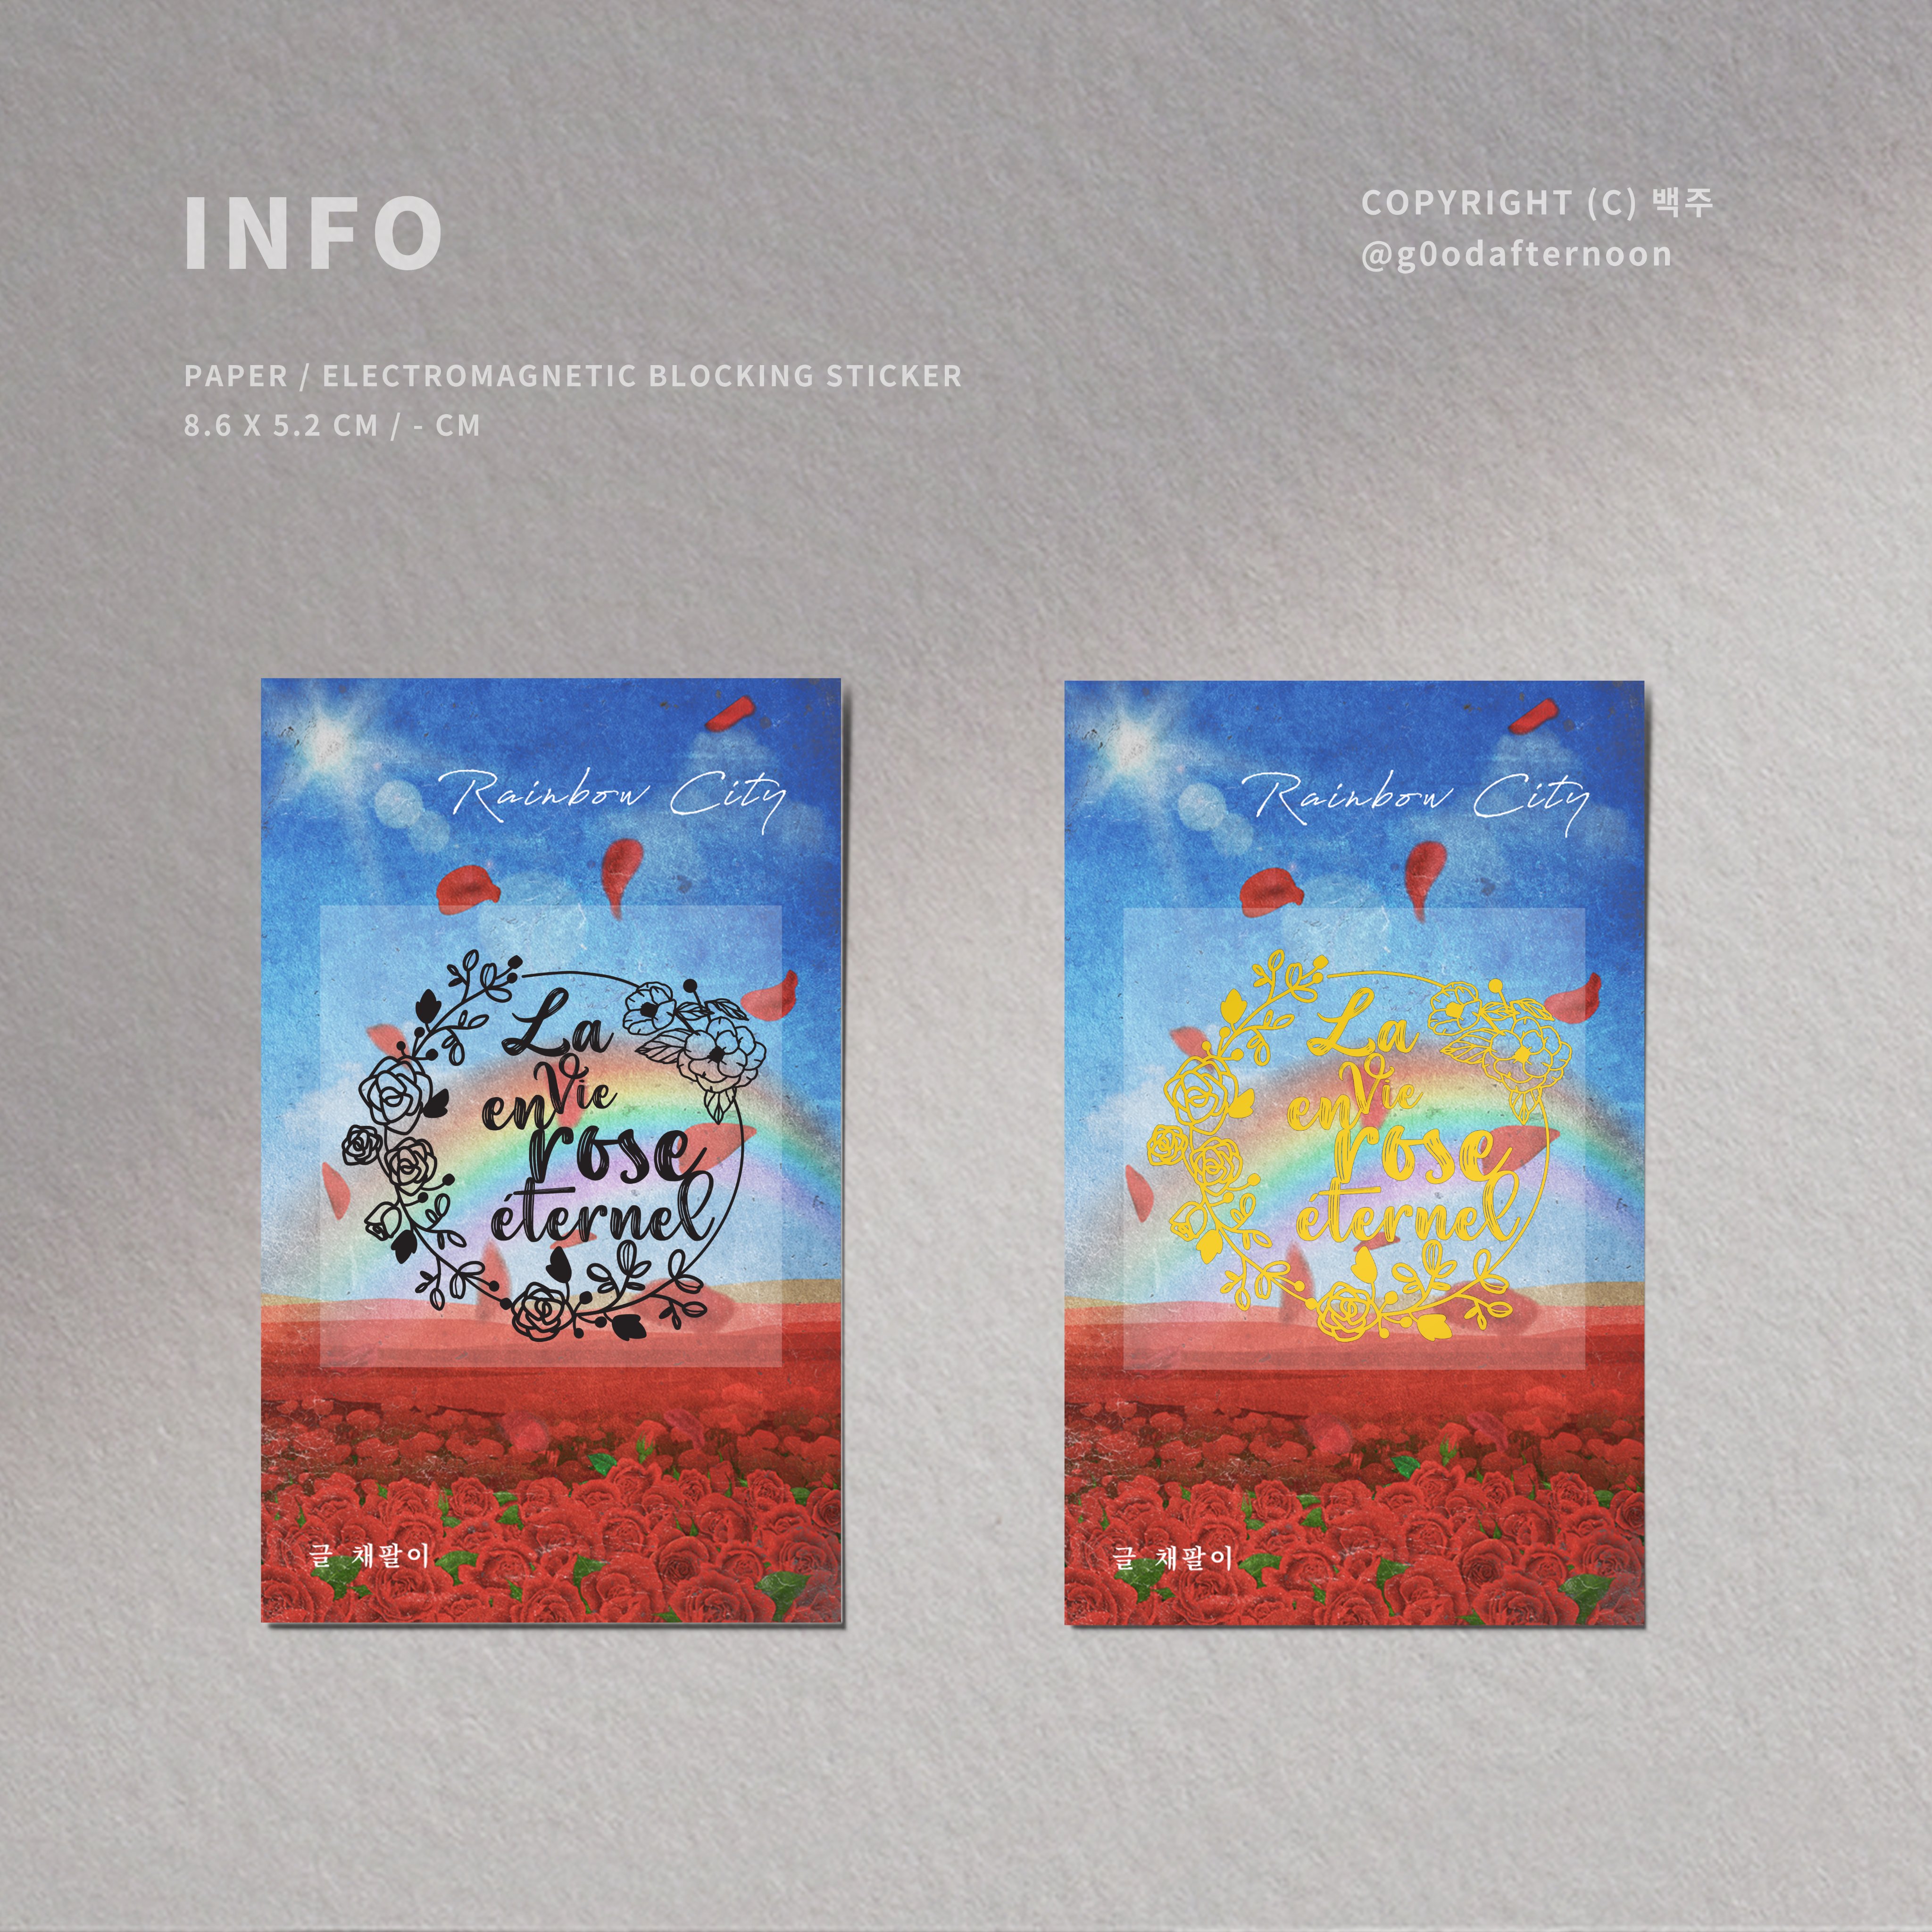 INFO
COPYRIGHT (C) 백주
@g0odafternoon
PAPER / ELECTROMAGNETIC BLOCKING STICKER
8.6 X 5.2 CM / - CM
Rainbow City
La
Vie
en
rose
éternel
글 채팔이
Rainbow City
La
Vie
en
rose
éternel
글 채팔이